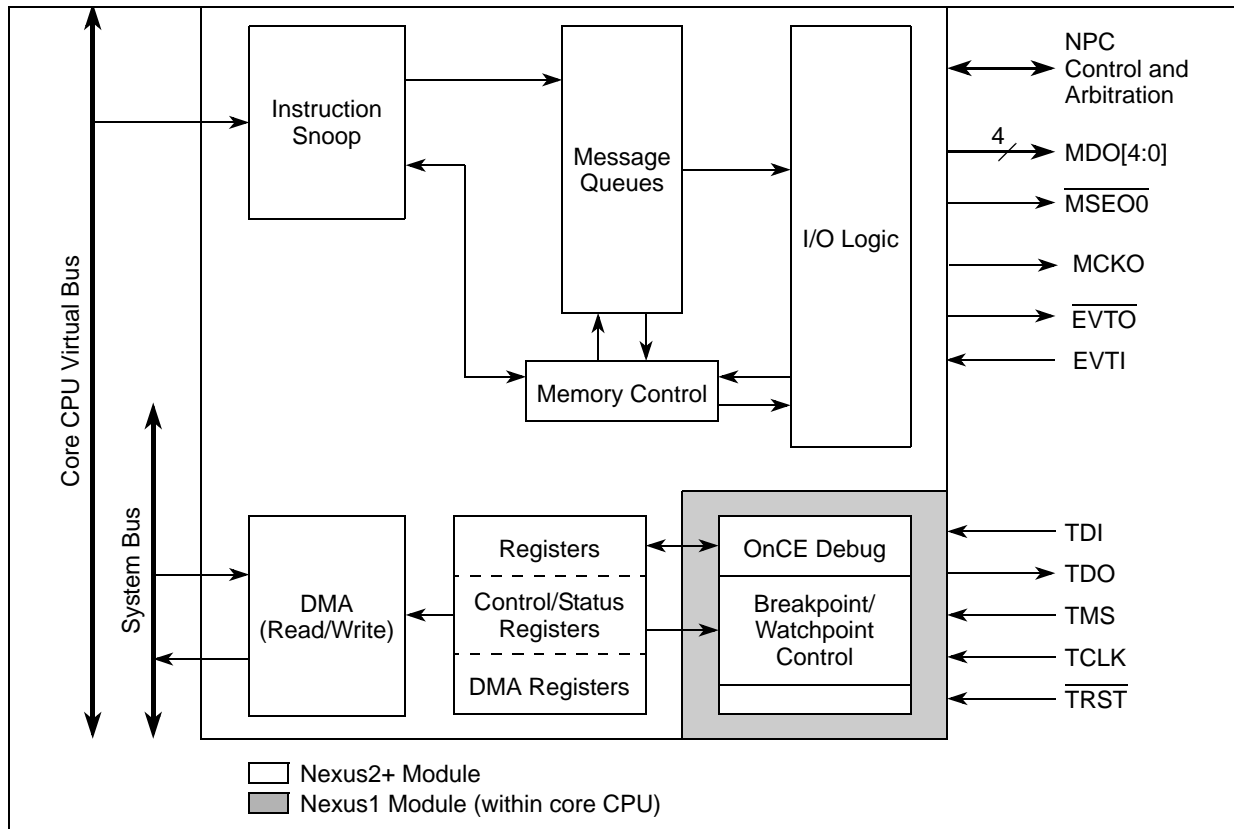 NPC
Control and
Arbitration
Instruction
Snoop
4
MDO[4:0]
Message
Queues
MSEO0
I/O Logic
MCKO
Core CPU Virtual Bus
EVTO
EVTI
Memory Control
System Bus
TDI
Registers
OnCE Debug
TDO
DMA
(Read/Write)
Control/Status
Registers
Breakpoint/
Watchpoint
Control
TMS
TCLK
DMA Registers
TRST
Nexus2+ Module
Nexus1 Module (within core CPU)